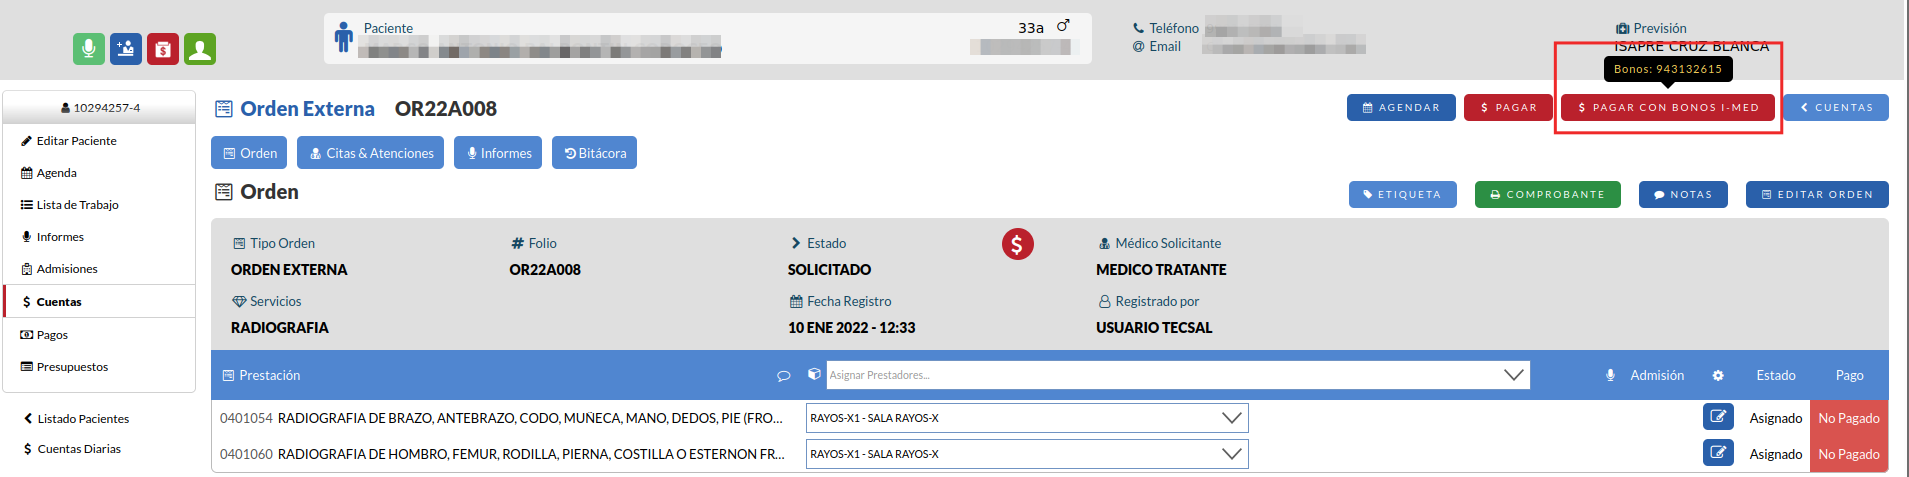 Paciente
33a
Teléfono
Email
Previsión
ISAPRE CRUZ BLANCA
Bonos: 943132615
10294257-4
Editar Paciente
Agenda
Lista de Trabajo
Informes
Admisiones
Cuentas
Pagos
Presupuestos
Listado Pacientes
Cuentas Diarias
Orden Externa OR22A008
AGENDAR
PAGAR
PAGAR CON BONOS I-MED
CUENTAS
Orden
Citas & Atenciones
Informes
Bitácora
Orden
ETIQUETA
COMPROBANTE
NOTAS
EDITAR ORDEN
Tipo Orden
ORDEN EXTERNA
Folio
OR22A008
Estado
SOLICITADO
Médico Solicitante
MEDICO TRATANTE
Servicios
RADIOGRAFIA
Fecha Registro
10 ENE 2022 - 12:33
Registrado por
USUARIO TECSAL
Prestación
Asignar Prestadores...
Admisión
Estado
Pago
0401054 RADIOGRAFIA DE BRAZO, ANTEBRAZO, CODO, MUÑECA, MANO, DEDOS, PIE (FRO...
RAYOS-X1 - SALA RAYOS-X
Asignado
No Pagado
0401060 RADIOGRAFIA DE HOMBRO, FEMUR, RODILLA, PIERNA, COSTILLA O ESTERNON FR...
RAYOS-X1 - SALA RAYOS-X
Asignado
No Pagado